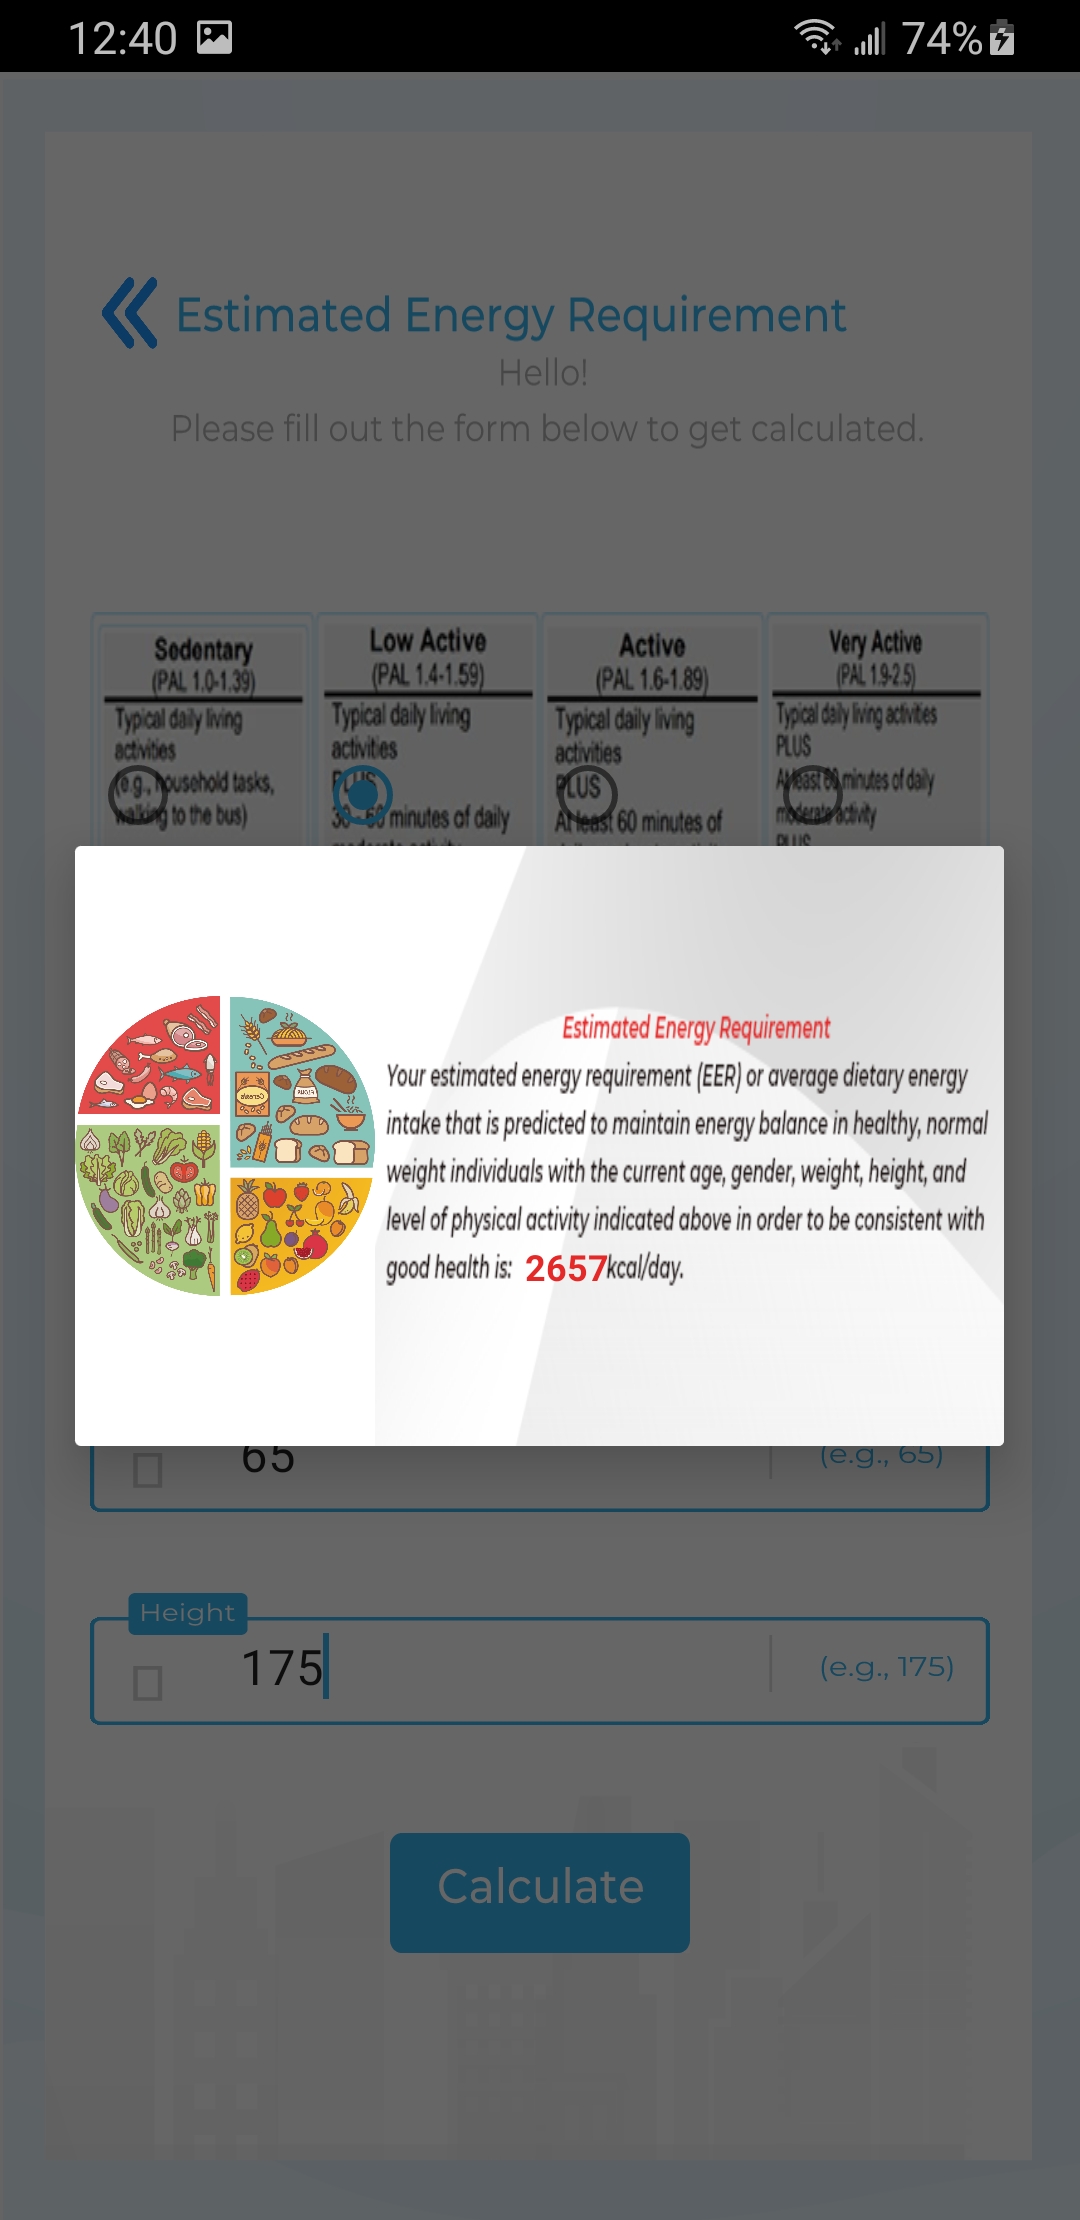 12:40 74%
Estimated Energy Requirement
Hello!
Please fill out the form below to get calculated.
Sedentary
(PAL 1.0-1.39)
Typical daily living
activities
(e.g., household tasks,
walking to the bus)
Low Active
(PAL 1.4-1.59)
Typical daily living
activities
PLUS
30 - 60 minutes of daily
Active
(PAL 1.6-1.89)
Typical daily living
activities
PLUS
At least 60 minutes of
Very Active
(PAL 1.9-2.5)
Typical daily living activities
PLUS
At least 60 minutes of daily
moderate activity
PLUS
Estimated Energy Requirement
Your estimated energy requirement (EER) or average dietary energy
intake that is predicted to maintain energy balance in healthy, normal
weight individuals with the current age, gender, weight, height, and
level of physical activity indicated above in order to be consistent with
good health is: 2657kcal/day.
65 (e.g., 65)
Height
175 (e.g., 175)
Calculate